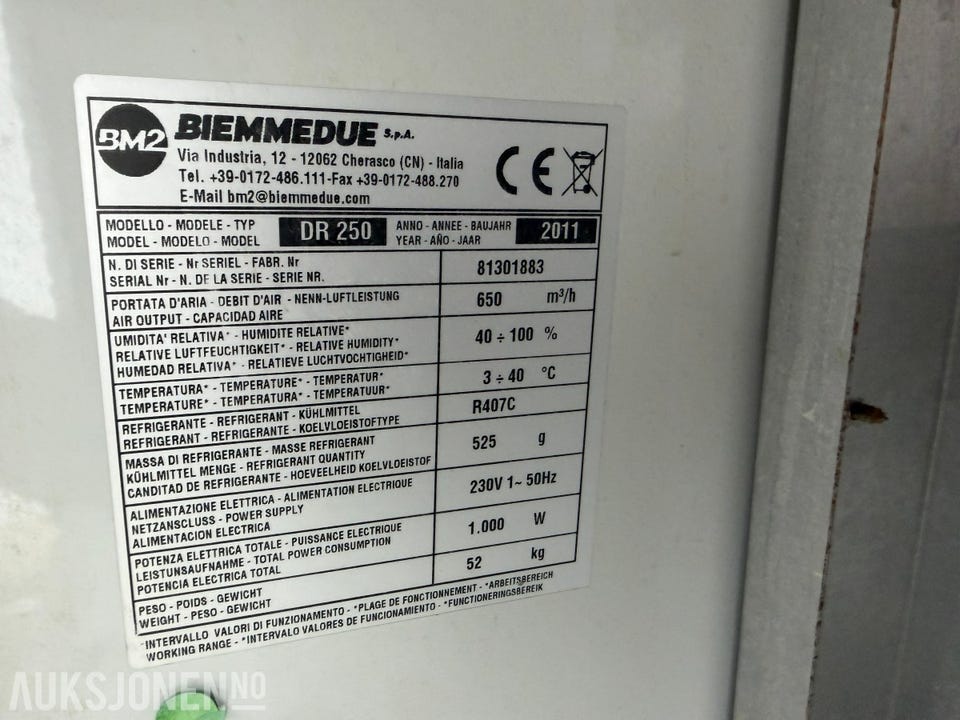 BM2 BIEMMEDUE S.p.A.
Via Industria, 12 - 12062 Cherasco (CN) - Italia
Tel. +39-0172-486.111-Fax +39-0172-488.270
E-Mail bm2@biemmedue.com
CE
MODELLO - MODELE - TYP
MODEL - MODELO - MODEL
DR 250
ANNO - ANNEE - BAUJAHR
YEAR - AÑO - JAAR
2011
N. DI SERIE - Nr SERIEL - FABR. Nr
SERIAL Nr - N. DE LA SERIE - SERIE NR.
81301883
PORTATA D'ARIA - DEBIT D'AIR - NENN-LUFTLEISTUNG
AIR OUTPUT - CAPACIDAD AIRE
650 m³/h
UMIDITA' RELATIVA* - HUMIDITE RELATIVE*
RELATIVE LUFTFEUCHTIGKEIT* - RELATIVE HUMIDITY*
HUMEDAD RELATIVA* - RELATIEVE LUCHTVOCHTIGHEID*
40 ÷ 100 %
TEMPERATURA* - TEMPERATURE* - TEMPERATUR*
TEMPERATURE* - TEMPERATURA* - TEMPERATUUR*
3 ÷ 40 °C
REFRIGERANTE - REFRIGERANT - KÜHLMITTEL
REFRIGERANT - REFRIGERANTE - KOELVLOEISTOFTYPE
R407C
MASSA DI REFRIGERANTE - MASSE REFRIGERANT
KÜHLMITTEL MENGE - REFRIGERANT QUANTITY
CANDITAD DE REFRIGERANTE - HOEVEELHEID KOELVLOEISTOF
525 g
ALIMENTAZIONE ELETTRICA - ALIMENTATION ELECTRIQUE
NETZANSCLUSS - POWER SUPPLY
ALIMENTACION ELECTRICA
230V 1~ 50Hz
POTENZA ELETTRICA TOTALE - PUISSANCE ELECTRIQUE
LEISTUNSAUFNAHME - TOTAL POWER CONSUMPTION
POTENCIA ELECTRICA TOTAL
1.000 W
PESO - POIDS - GEWICHT
WEIGHT - PESO - GEWICHT
52 kg
*INTERVALLO VALORI DI FUNZIONAMENTO - *PLAGE DE FONCTIONNEMENT - *ARBEITSBEREICH
WORKING RANGE - *INTERVALO VALORES DE FUNCIONAMIENTO - *FUNCTIONERINGSBEREIK
AUKSJONEN.NO